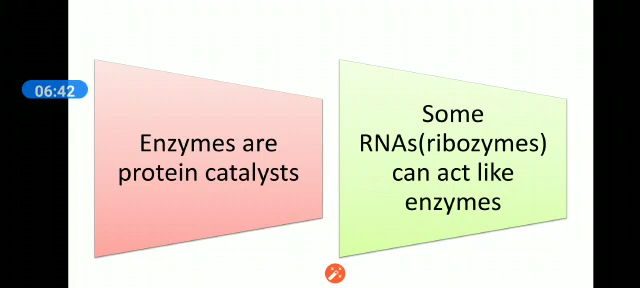 06:42
Enzymes are
protein catalysts
Some
RNAs(ribozymes)
can act like
enzymes